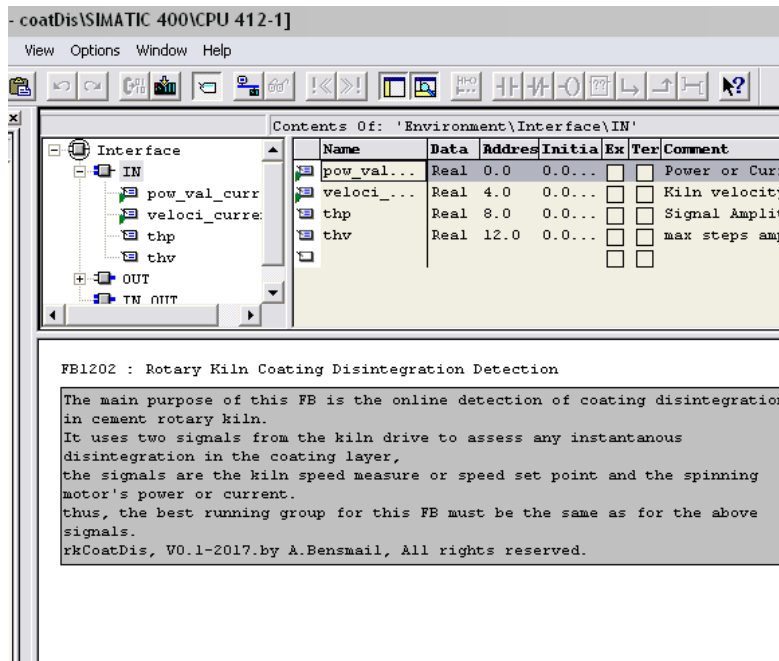 - coatDis\SIMATIC 400\CPU 412-1]
View Options Window Help
Contents Of: 'Environment\Interface\IN'
Interface
IN
pow_val_curr
veloci_curre
thp
thv
OUT
IN_OUT
Name Data Addres Initia Ex Ter Comment
pow_val... Real 0.0 0.0... Power or Cur
veloci_... Real 4.0 0.0... Kiln velocity
thp Real 8.0 0.0... Signal Ampli
thv Real 12.0 0.0... max steps am
FB1202 : Rotary Kiln Coating Disintegration Detection
The main purpose of this FB is the online detection of coating disintegration
in cement rotary kiln.
It uses two signals from the kiln drive to assess any instantanous
disintegration in the coating layer,
the signals are the kiln speed measure or speed set point and the spinning
motor's power or current.
thus, the best running group for this FB must be the same as for the above
signals.
rkCoatDis, V0.1-2017.by A.Bensmail, All rights reserved.